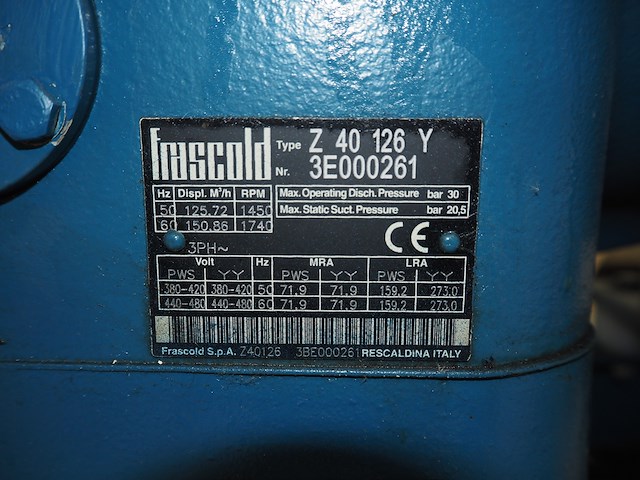 frascold Type Z 40 126 Y
Nr. 3E000261
Hz Displ. M³/h RPM
50 125.72 1450
60 150.86 1740
Max. Operating Disch. Pressure bar 30
Max. Static Suct. Pressure bar 20,5
3PH~
CE
Volt Hz MRA LRA
PWS YY PWS YY PWS YY
380-420 380-420 50 71,9 71,9 159,2 273,0
440-480 440-480 60 71,9 71,9 159,2 273,0
Frascold S.p.A. Z40126 3BE000261 RESCALDINA ITALY